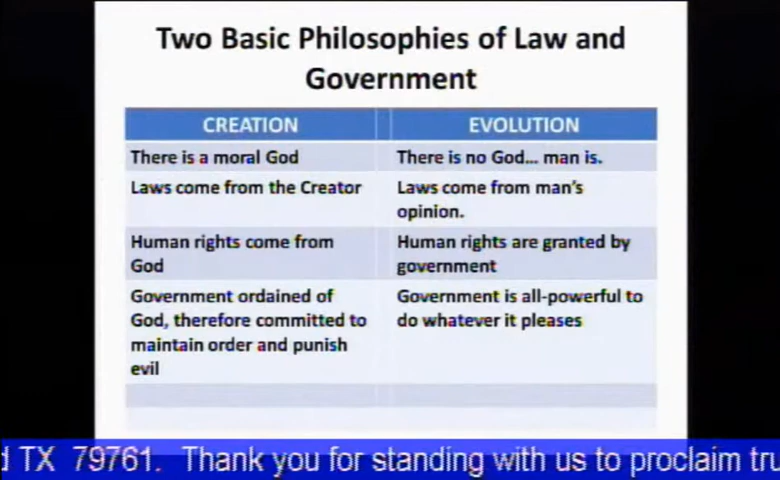 Two Basic Philosophies of Law and
Government
CREATION
EVOLUTION
There is a moral God
There is no God... man is.
Laws come from the Creator
Laws come from man's
opinion.
Human rights come from
God
Human rights are granted by
government
Government ordained of
God, therefore committed to
maintain order and punish
evil
Government is all-powerful to
do whatever it pleases
TX 79761. Thank you for standing with us to proclaim